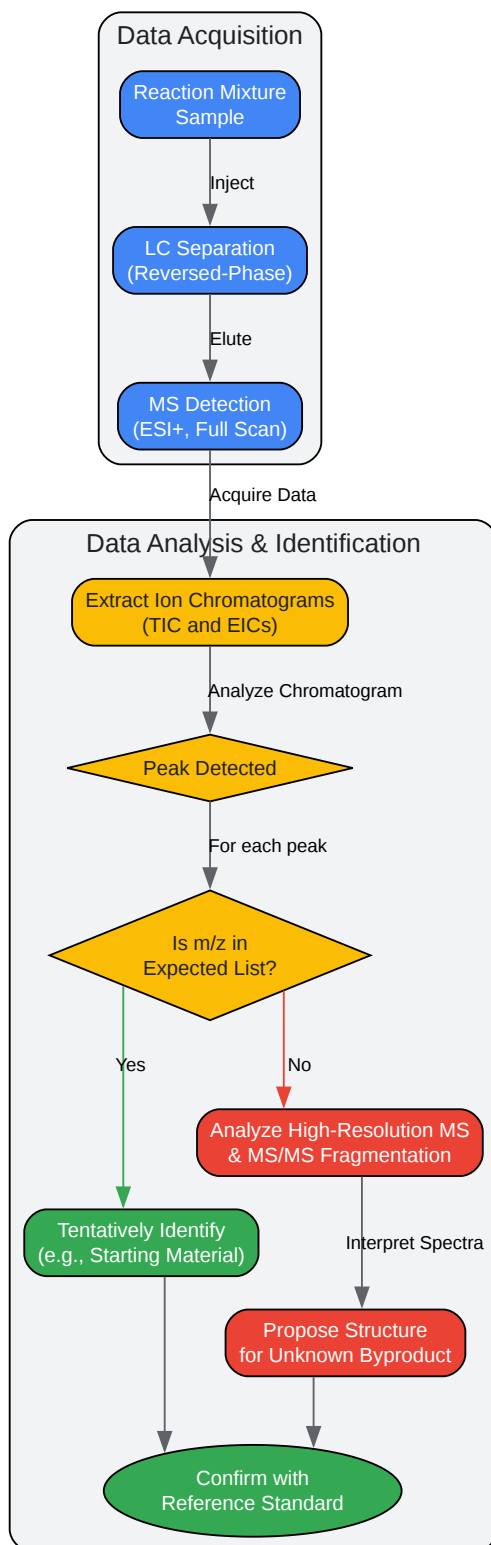 Data Acquisition
Reaction Mixture
Sample
Inject
LC Separation
(Reversed-Phase)
Elute
MS Detection
(ESI+, Full Scan)
Acquire Data
Data Analysis & Identification
Extract Ion Chromatograms
(TIC and EICs)
Analyze Chromatogram
Peak Detected
For each peak
Is m/z in
Expected List?
Yes
No
Analyze High-Resolution MS
& MS/MS Fragmentation
Tentatively Identify
(e.g., Starting Material)
Interpret Spectra
Propose Structure
for Unknown Byproduct
Confirm with
Reference Standard